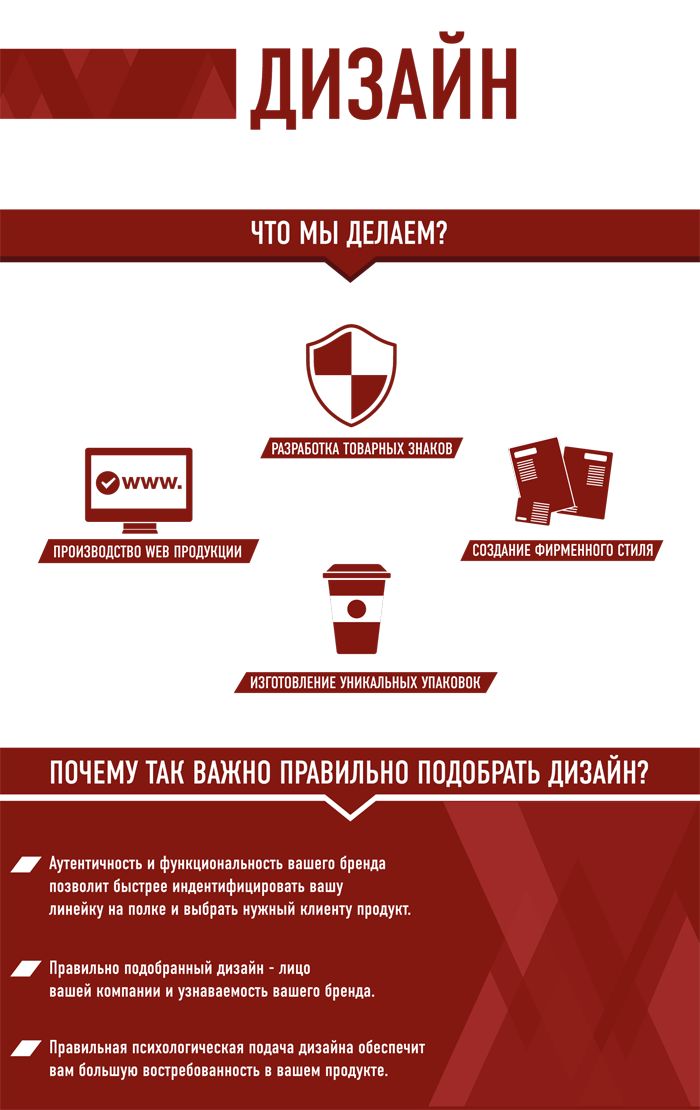 ДИЗАЙН
ЧТО МЫ ДЕЛАЕМ?
РАЗРАБОТКА ТОВАРНЫХ ЗНАКОВ
www.
ПРОИЗВОДСТВО WEB ПРОДУКЦИИ
СОЗДАНИЕ ФИРМЕННОГО СТИЛЯ
ИЗГОТОВЛЕНИЕ УНИКАЛЬНЫХ УПАКОВОК
ПОЧЕМУ ТАК ВАЖНО ПРАВИЛЬНО ПОДОБРАТЬ ДИЗАЙН?
Аутентичность и функциональность вашего бренда
позволит быстрее индентифицировать вашу
линейку на полке и выбрать нужный клиенту продукт.
Правильно подобранный дизайн - лицо
вашей компании и узнаваемость вашего бренда.
Правильная психологическая подача дизайна обеспечит
вам большую востребованность в вашем продукте.